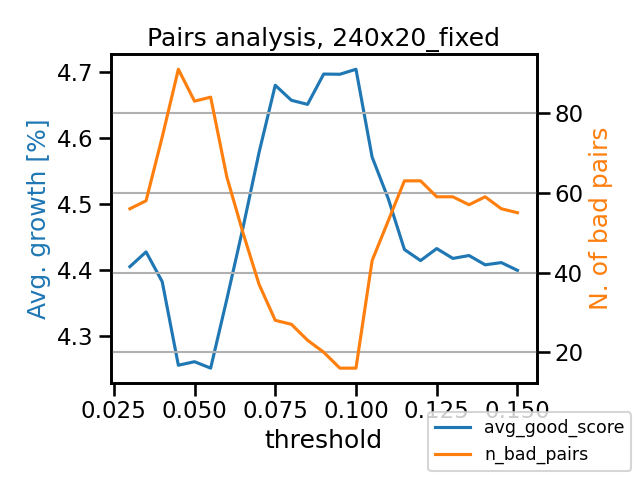 Pairs analysis, 240x20_fixed
4.7
4.6
4.5
4.4
4.3
Avg. growth [%]
80
60
40
20
N. of bad pairs
0.025 0.050 0.075 0.100 0.125 0.150
threshold
avg_good_score
n_bad_pairs